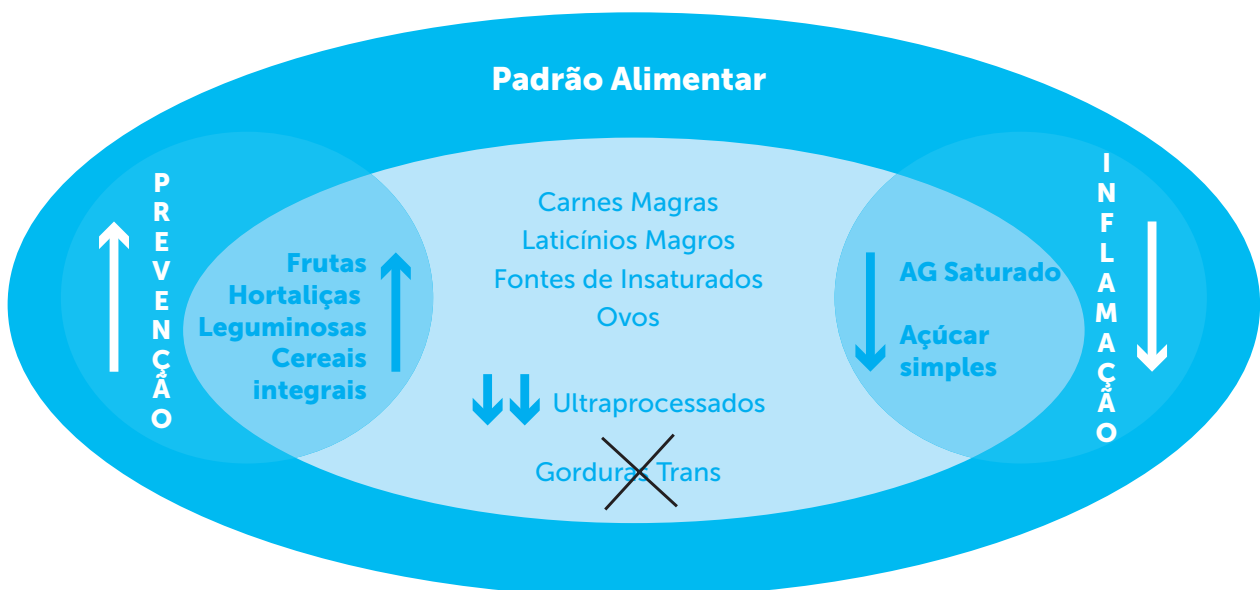 Padrão Alimentar
PREVENÇÃO
Frutas
Hortaliças
Leguminosas
Cereais
integrais
Carnes Magras
Laticínios Magros
Fontes de Insaturados
Ovos
Ultraprocessados
Gorduras Trans
AG Saturado
Açúcar
simples
INFLAMAÇÃO